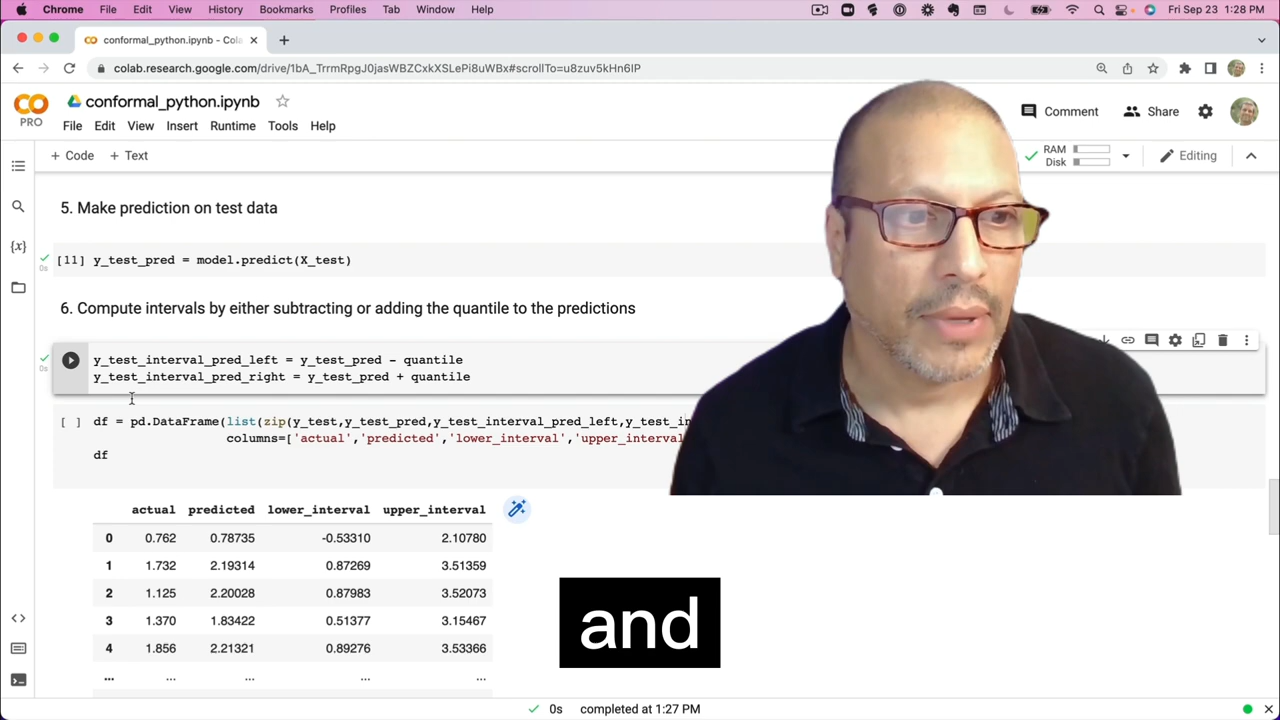 Chrome File Edit View History Bookmarks Profiles Tab Window Help Fri Sep 23 1:28 PM
conformal_python.ipynb - Cola
colab.research.google.com/drive/1bA_TrrmRpgJ0jasWBZCxkXSLePi8uWBx#scrollTo=u8zuv5kHn6IP
PRO
conformal_python.ipynb
File Edit View Insert Runtime Tools Help
Comment Share
+ Code + Text
RAM
Disk
Editing
5. Make prediction on test data
[11] y_test_pred = model.predict(X_test)
0s
6. Compute intervals by either subtracting or adding the quantile to the predictions
y_test_interval_pred_left = y_test_pred - quantile
0s
y_test_interval_pred_right = y_test_pred + quantile
[ ] df = pd.DataFrame(list(zip(y_test,y_test_pred,y_test_interval_pred_left,y_test_in
columns=['actual','predicted','lower_interval','upper_interval
df
actual predicted lower_interval upper_interval
0 0.762 0.78735 -0.53310 2.10780
1 1.732 2.19314 0.87269 3.51359
2 1.125 2.20028 0.87983 3.52073
3 1.370 1.83422 0.51377 3.15467
4 1.856 2.21321 0.89276 3.53366
... ... ... ... ...
and
0s completed at 1:27 PM